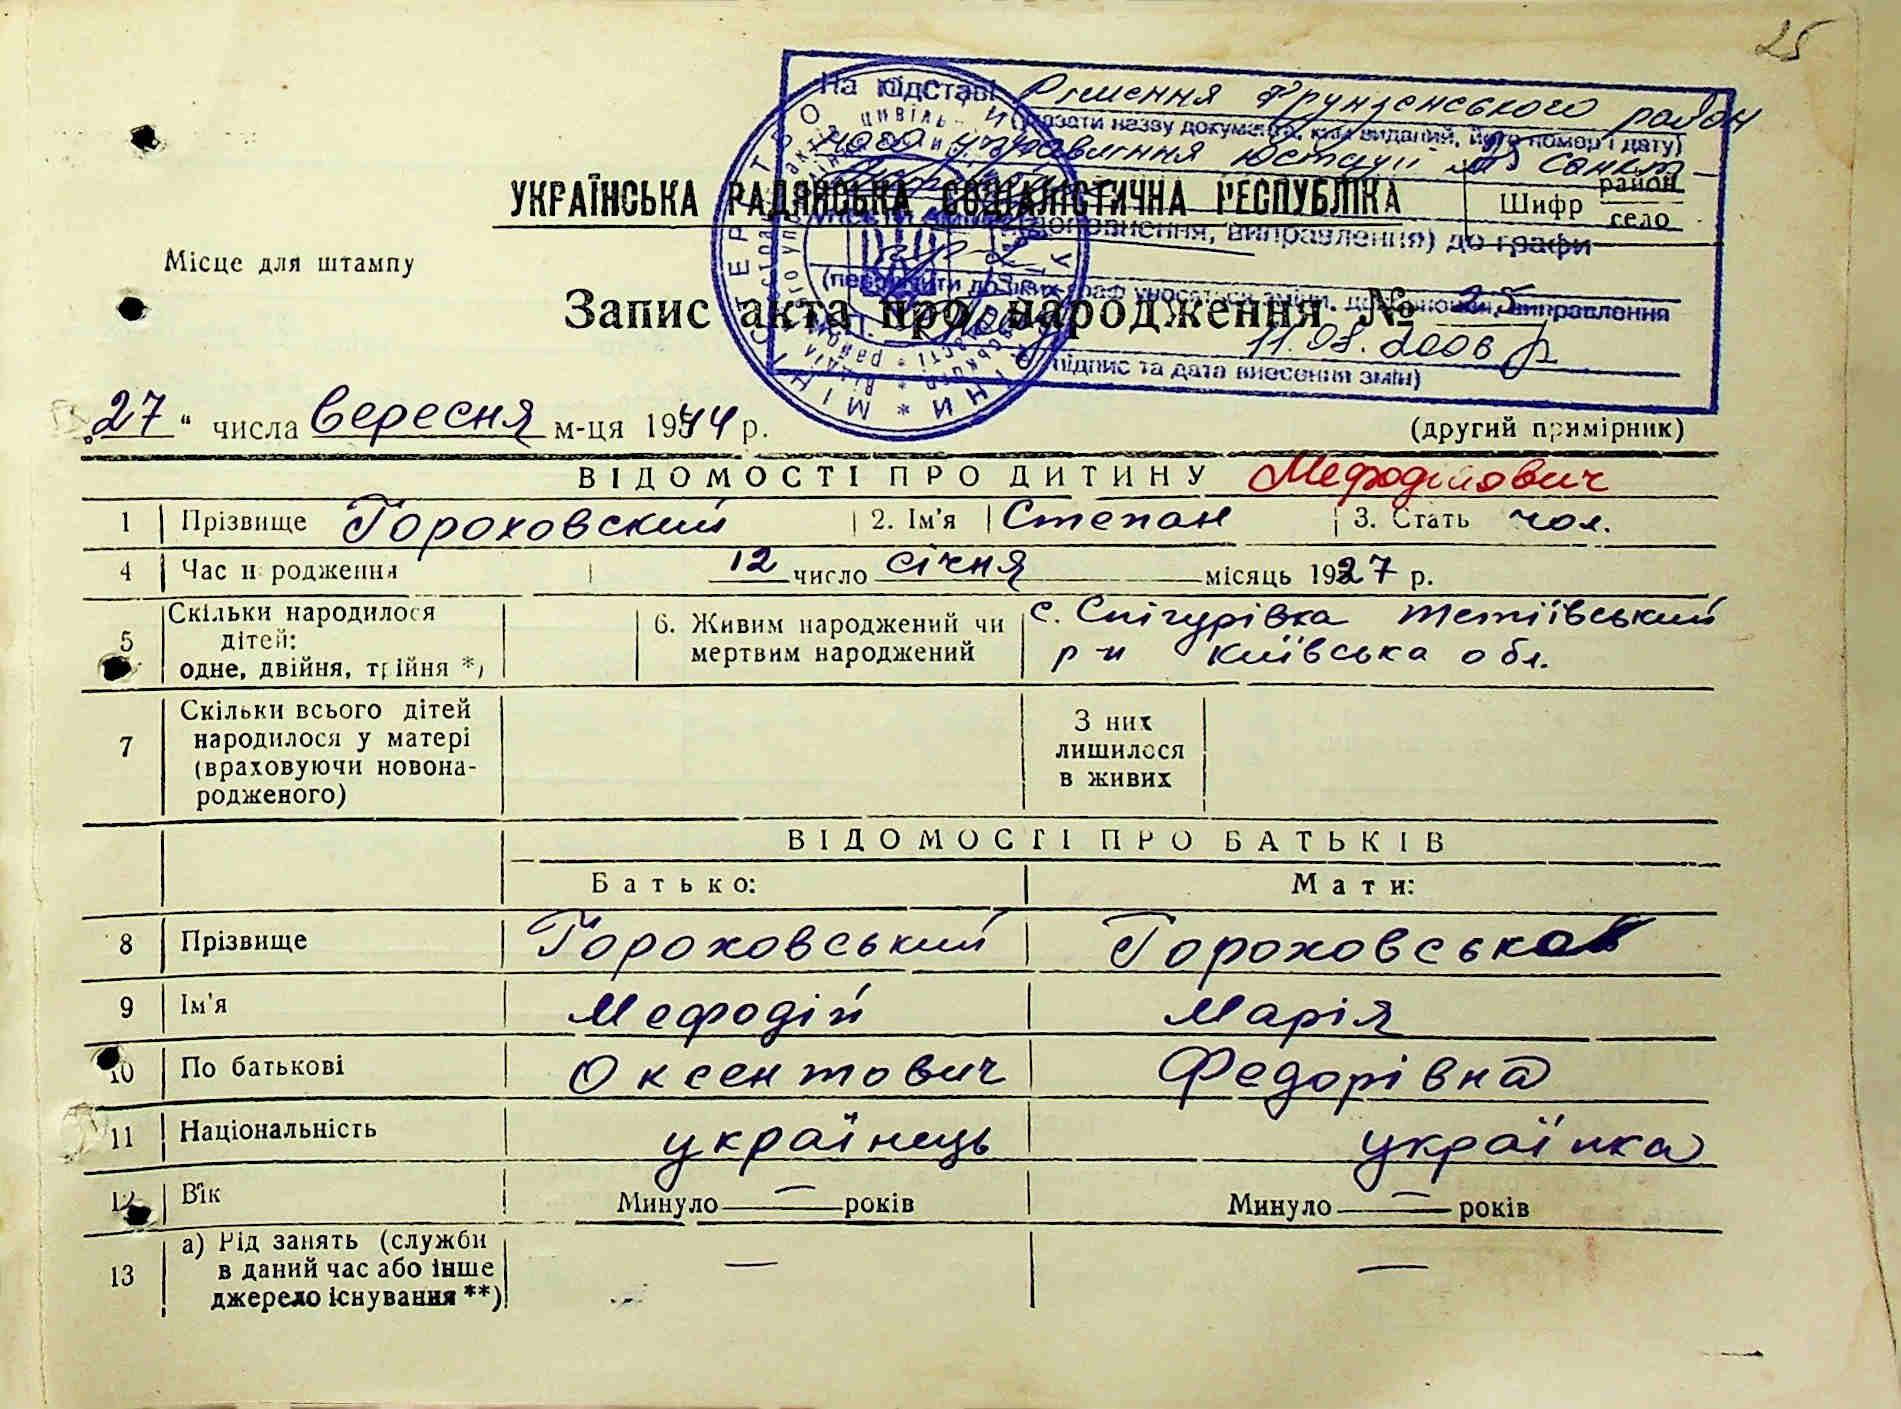 25
На підставі Рішення Фрунзенського район
(вказати назву документа, ким виданий, його номер і дату)
ного управління юстиції м. Санкт-
УКРАЇНСЬКА РАДЯНСЬКА СОЦІАЛІСТИЧНА РЕСПУБЛІКА
Шифр район село
доповнення, виправлення) до графи
Місце для штампу
Запис акта про народження № 25
11.08.2006 р
підпис та дата внесення змін)
„27“ числа вересня м-ця 1944 р.
(другий примірник)
ВІДОМОСТІ ПРО ДИТИНУ Мефодійович
1 Прізвище Гороховский 2. Ім'я Степан 3. Стать чол.
4 Час народження 12 число січня місяць 1927 р.
5 Скільки народилося дітей: одне, двійня, трійня *)
6. Живим народжений чи мертвим народжений
с. Снігурівка Тетіївський
р-н Київська обл.
7 Скільки всього дітей народилося у матері (враховуючи новонародженого)
З них лишилося в живих
ВІДОМОСТІ ПРО БАТЬКІВ
Батько: Мати:
8 Прізвище Гороховський Гороховська
9 Ім'я Мефодій Марія
10 По батькові Оксентович Федорівна
11 Національність українець українка
12 Вік Минуло — років Минуло — років
13 а) Рід занять (служби в даний час або інше джерело існування **) — —